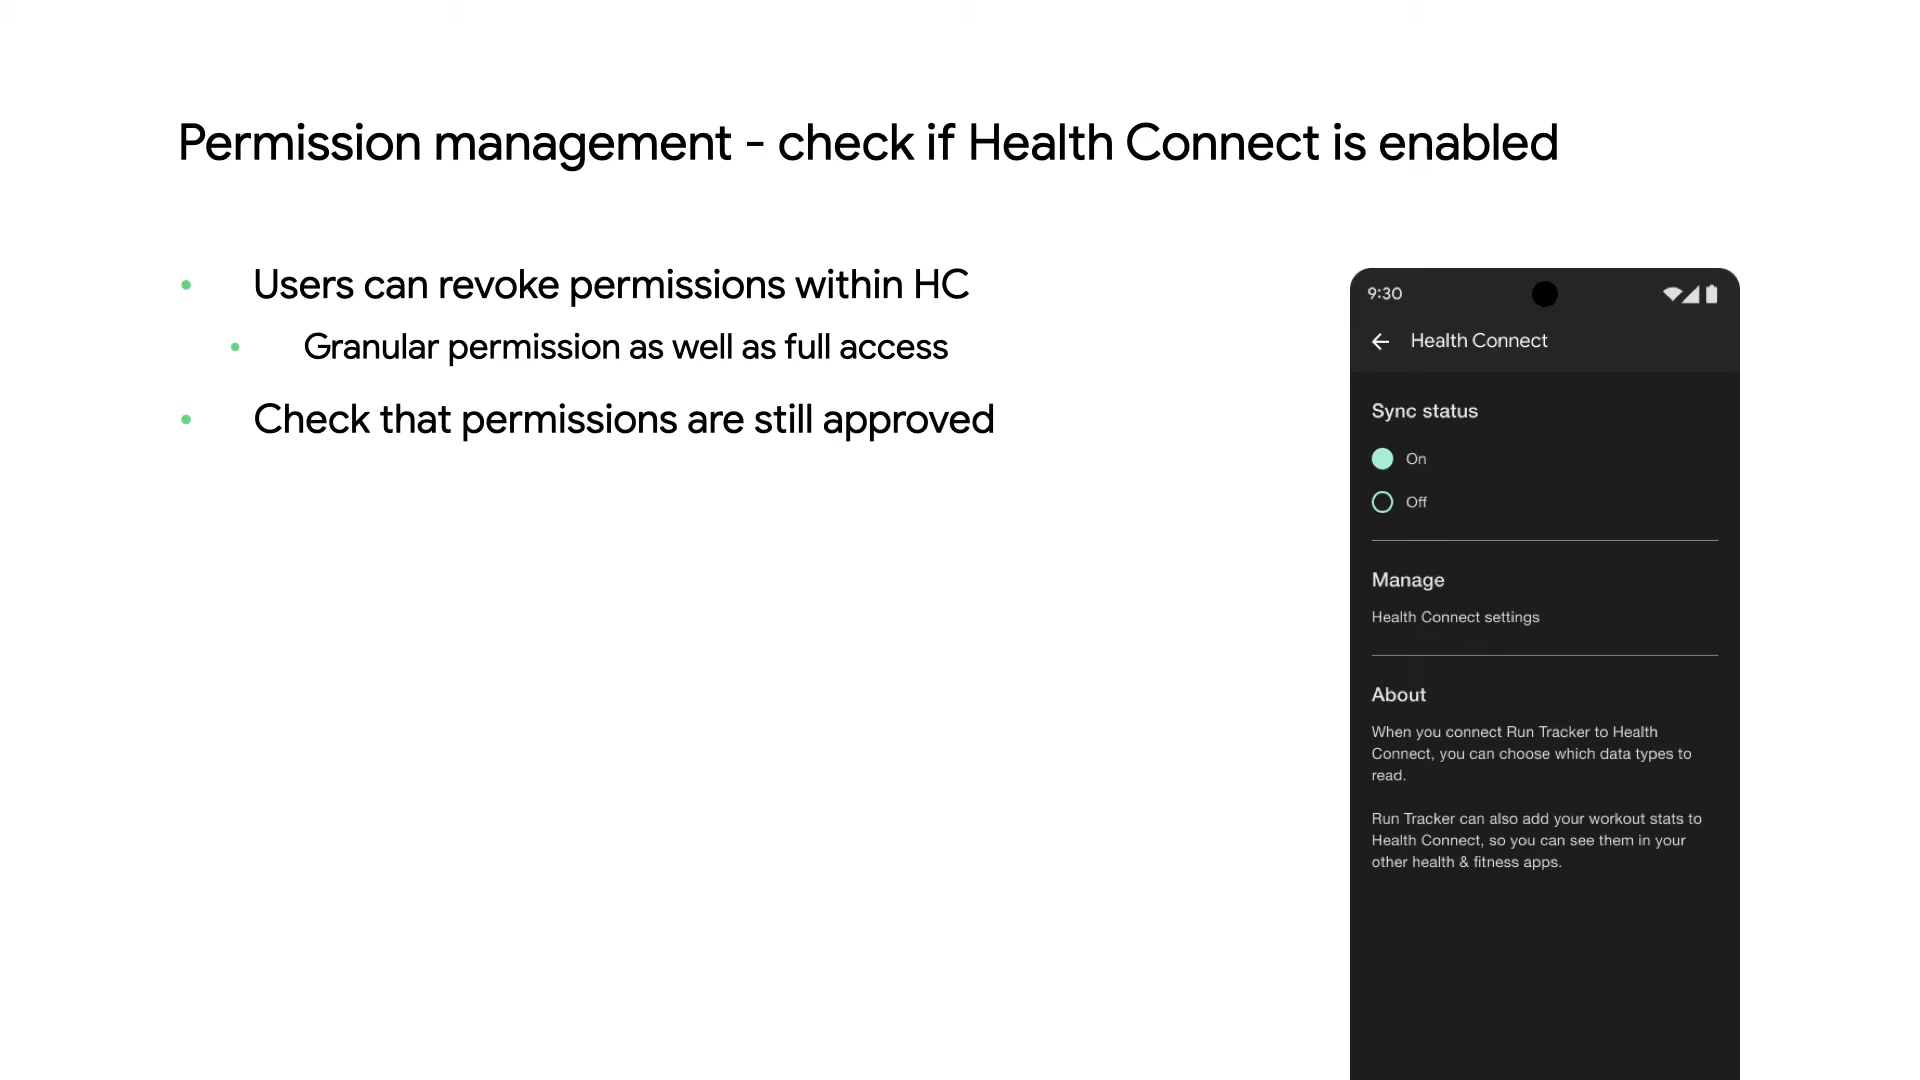 Permission management - check if Health Connect is enabled
Users can revoke permissions within HC
Granular permission as well as full access
Check that permissions are still approved
9:30
Health Connect
Sync status
On
Off
Manage
Health Connect settings
About
When you connect Run Tracker to Health
Connect, you can choose which data types to
read.
Run Tracker can also add your workout stats to
Health Connect, so you can see them in your
other health & fitness apps.